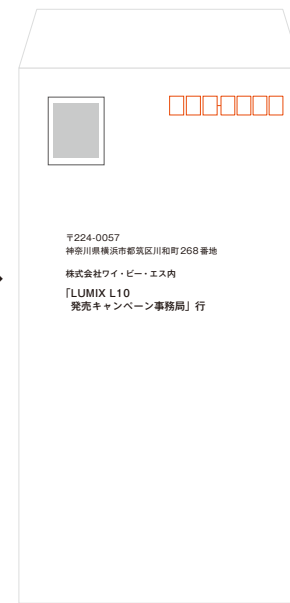 〒224-0057
神奈川県横浜市都筑区川和町268番地
株式会社ワイ・ビー・エス内
「LUMIX L10
発売キャンペーン事務局」行